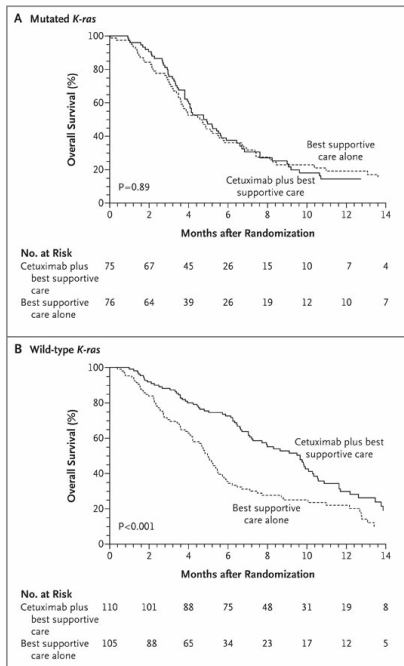 A Mutated K-ras
Overall Survival (%)
100
80
60
40
20
0
0 2 4 6 8 10 12 14
P=0.89
Best supportive
care alone
Cetuximab plus best
supportive care
Months after Randomization
No. at Risk
Cetuximab plus 75 67 45 26 15 10 7 4
best supportive
care
Best supportive 76 64 39 26 19 12 10 7
care alone
B Wild-type K-ras
Overall Survival (%)
100
80
60
40
20
0
0 2 4 6 8 10 12 14
P<0.001
Cetuximab plus best
supportive care
Best supportive
care alone
Months after Randomization
No. at Risk
Cetuximab plus 110 101 88 75 48 31 19 8
best supportive
care
Best supportive 105 88 65 34 23 17 12 5
care alone